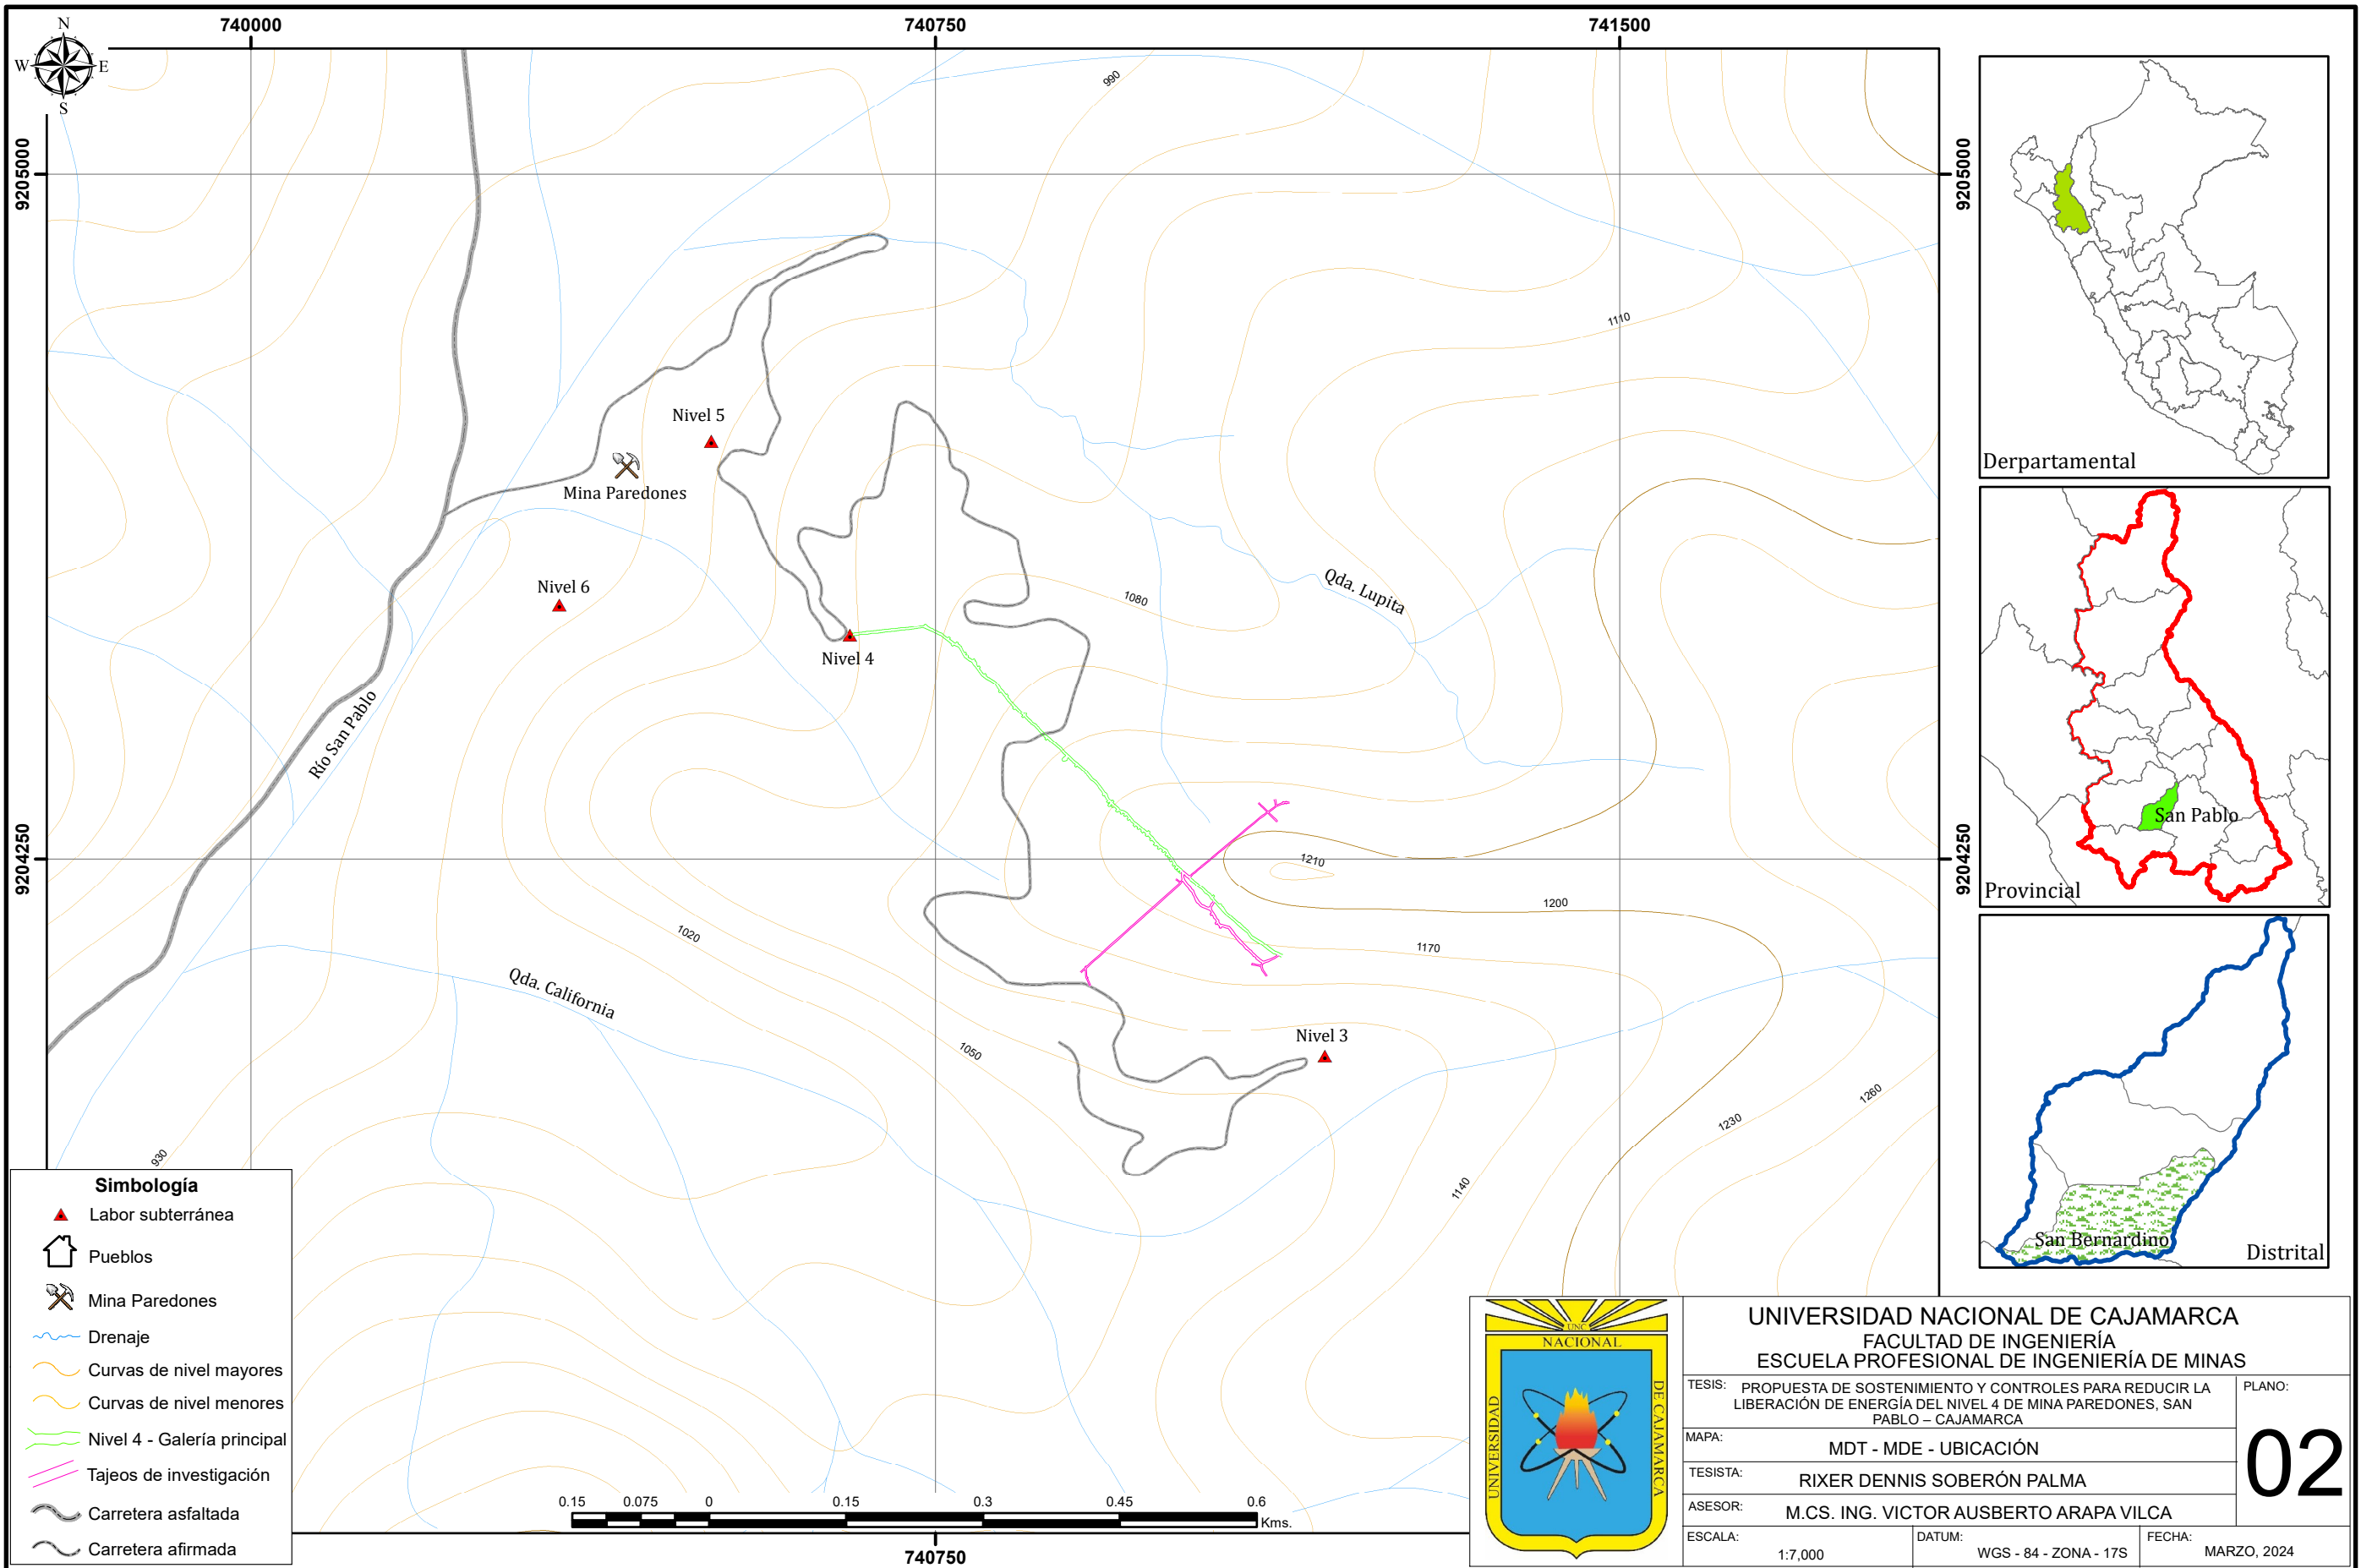 740000
740750
741500
N
W
E
S
9205000
9205000
990
1110
Nivel 5
Mina Paredones
Nivel 6
1080
Qda. Lupita
Nivel 4
Río San Pablo
9204250
9204250
1210
1200
1170
1020
Qda. California
1050
Nivel 3
1260
1230
1140
930
Derpartamental
San Pablo
Provincial
San Bernardino
Distrital
Simbología
Labor subterránea
Pueblos
Mina Paredones
Drenaje
Curvas de nivel mayores
Curvas de nivel menores
Nivel 4 - Galería principal
Tajeos de investigación
Carretera asfaltada
Carretera afirmada
0.15 0.075 0 0.15 0.3 0.45 0.6
Kms.
740750
UNC
NACIONAL
UNIVERSIDAD
DE CAJAMARCA
UNIVERSIDAD NACIONAL DE CAJAMARCA
FACULTAD DE INGENIERÍA
ESCUELA PROFESIONAL DE INGENIERÍA DE MINAS
TESIS: PROPUESTA DE SOSTENIMIENTO Y CONTROLES PARA REDUCIR LA
LIBERACIÓN DE ENERGÍA DEL NIVEL 4 DE MINA PAREDONES, SAN
PABLO – CAJAMARCA
PLANO:
02
MAPA:
MDT - MDE - UBICACIÓN
TESISTA:
RIXER DENNIS SOBERÓN PALMA
ASESOR:
M.CS. ING. VICTOR AUSBERTO ARAPA VILCA
ESCALA:
1:7,000
DATUM:
WGS - 84 - ZONA - 17S
FECHA:
MARZO, 2024